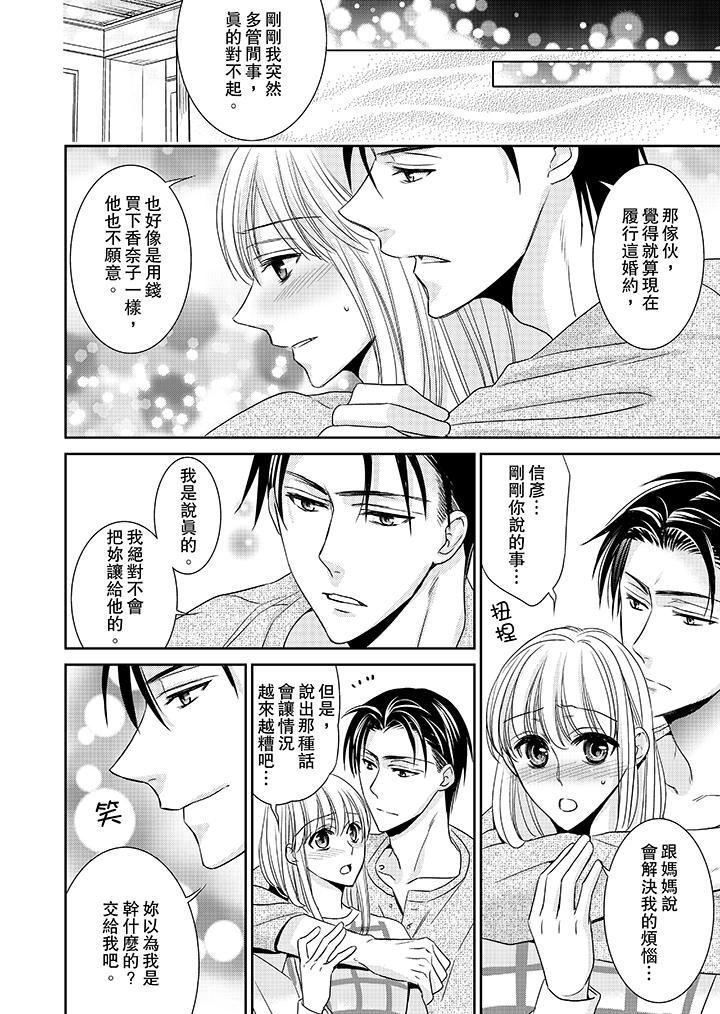 剛剛我突然
多管閒事，
真的對不起。
那傢伙，
覺得就算現在
履行這婚約，
也好像是用錢
買下香奈子一樣，
他也不願意。
信彥…
剛剛你說的事…
扭捏
跟媽媽說
會解決我的煩惱…
我是說真的。
我絕對不會
把妳讓給他的。
但是，
說出那種話
會讓情況
越來越糟吧…
笑
妳以為我是
幹什麼的？
交給我吧。